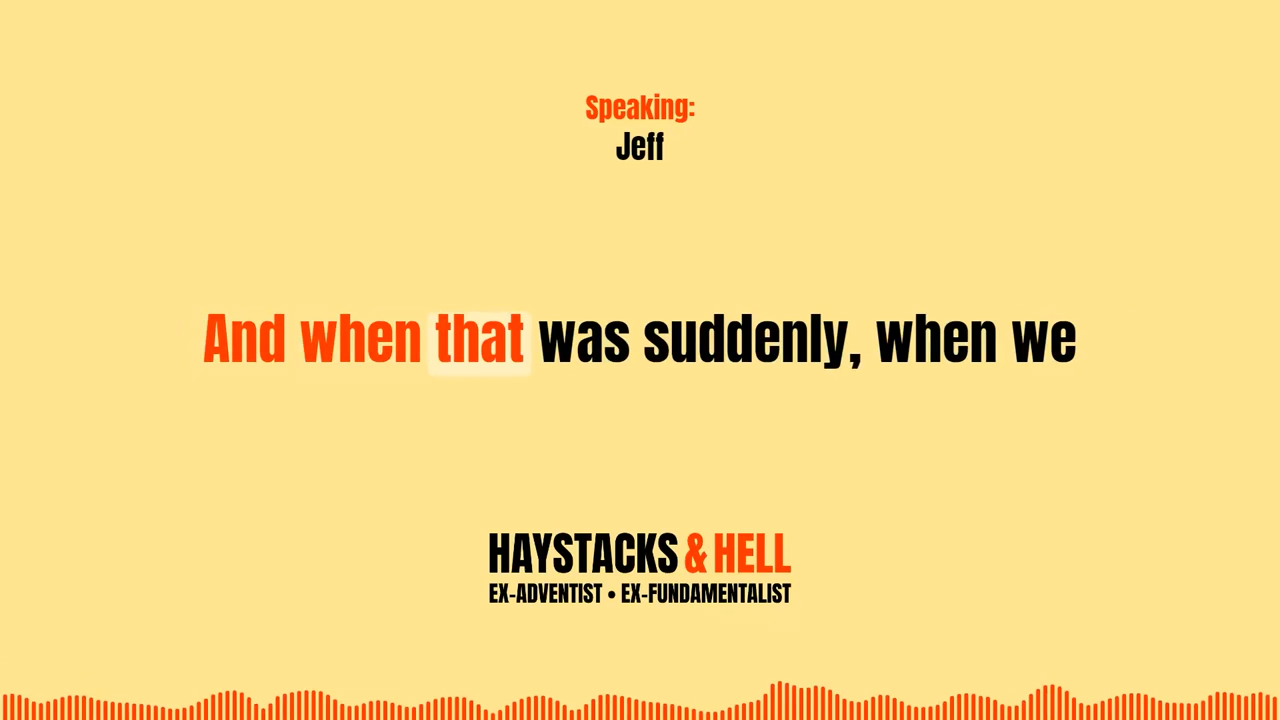 Speaking:
Jeff
And when that was suddenly, when we
HAYSTACKS & HELL
EX-ADVENTIST • EX-FUNDAMENTALIST